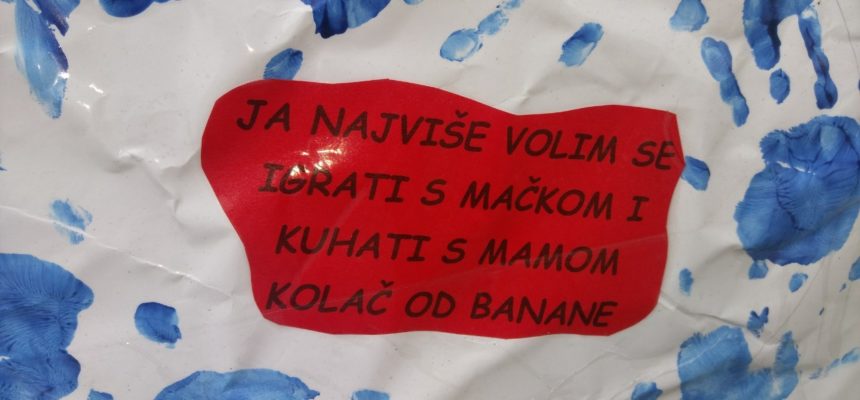 JA NAJVIŠE VOLIM SE
IGRATI S MAČKOM I
KUHATI S MAMOM
KOLAČ OD BANANE